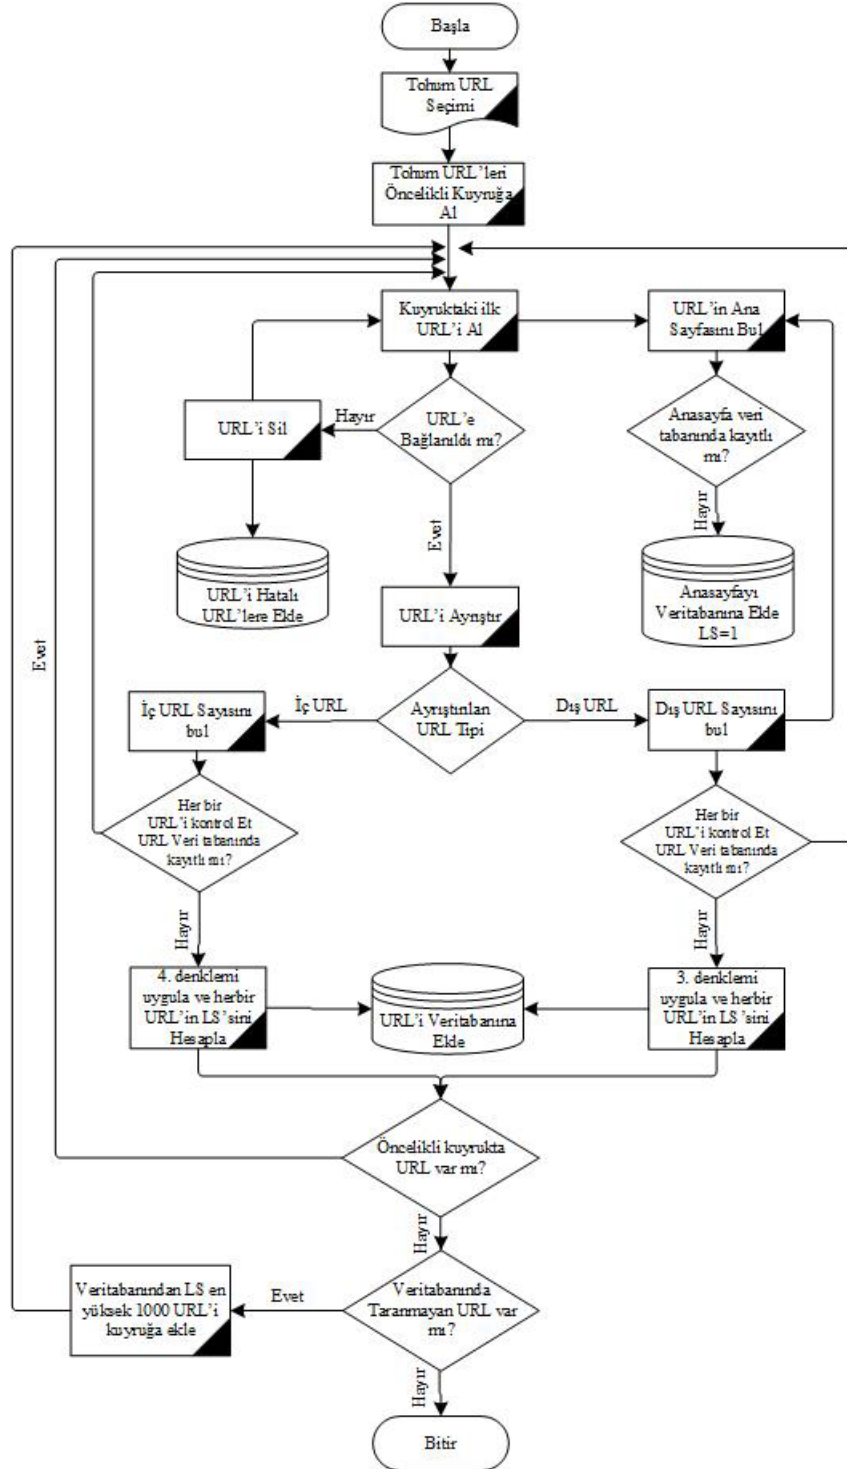 Başla
Tohum URL
Seçimi
Tohum URL'leri
Öncelikli Kuyruğa
Al
Kuyruktaki ilk
URL'i Al
URL'in Ana
Sayfasını Bul
URL'i Sil
Hayır
URL'e
Bağlanıldı mı?
Anasayfa veri
tabanında kayıtlı
mı?
Evet
Hayır
URL'i Hatalı
URL'lere Ekde
URL'i Ayrıştır
Anasayfayı
Veritabanına Ekde
LS=1
Evet
İç URL Sayısını
bul
İç URL
Ayrıştırılan
URL Tipi
Dış URL
Dış URL Sayısını
bul
Her bir
URL'i kontrol Et
URL Veri tabanında
kayıtlı mı?
Her bir
URL'i kontrol Et
URL Veri tabanında
kayıtlı mı?
Hayır
Hayır
4. denklemi
uygula ve herbir
URL'in LS'sini
Hesapla
URL'i Veritabanına
Ekde
3. denklemi
uygula ve herbir
URL'in LS'sini
Hesapla
Öncelikli kuyrukta
URL var mı?
Hayır
Veritabanından LS en
yüksek 1000 URL'i
kuyruğa ekle
Evet
Veritabanında
Taranmayan URL var
mı?
Hayır
Bitir